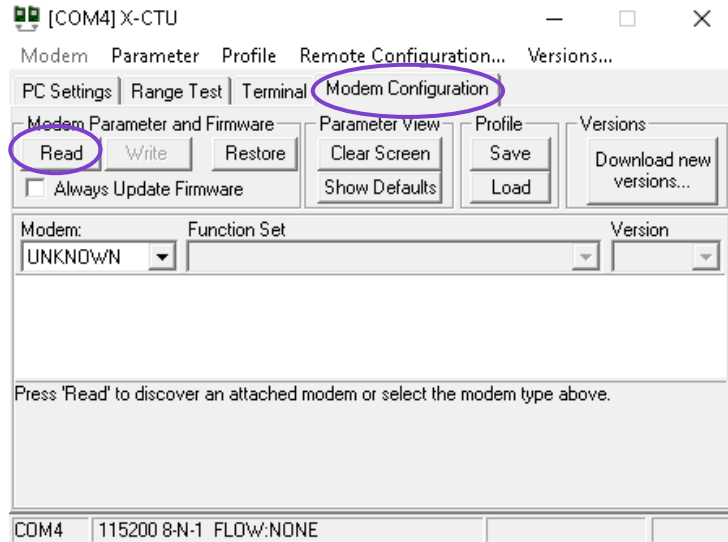 [COM4] X-CTU
Modem Parameter Profile Remote Configuration... Versions...
PC Settings Range Test Terminal Modem Configuration
Modem Parameter and Firmware Parameter View Profile Versions
Read Write Restore Clear Screen Save Download new versions...
Always Update Firmware Show Defaults Load
Modem: Function Set Version
UNKNOWN
Press 'Read' to discover an attached modem or select the modem type above.
COM4 115200 8-N-1 FLOW:NONE